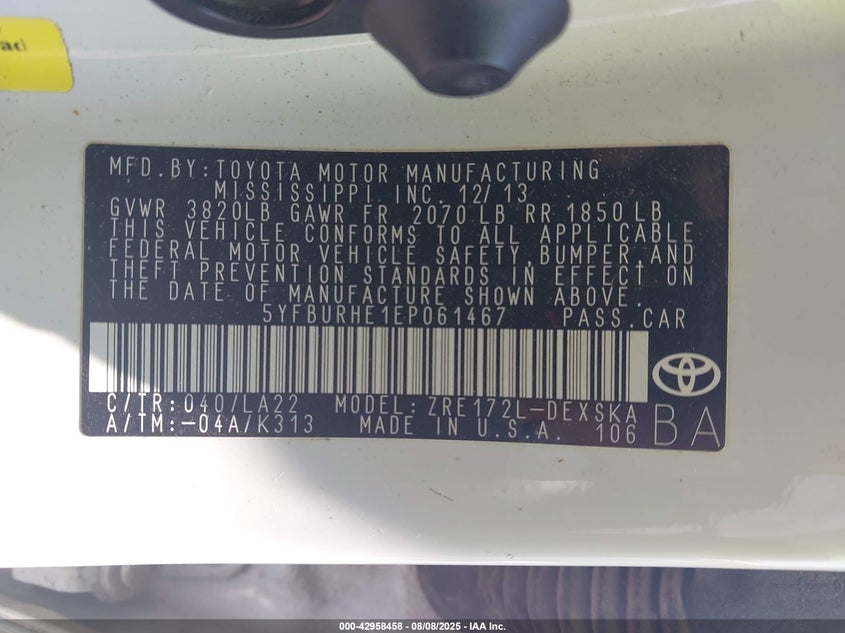 MFD.BY:TOYOTA MOTOR MANUFACTURING
MISSISSIPPI INC. 12/13
GVWR 3820LB GAWR FR 2070LB RR 1850LB
THIS VEHICLE CONFORMS TO ALL APPLICABLE
FEDERAL MOTOR VEHICLE SAFETY,BUMPER,AND
THEFT PREVENTION STANDARDS IN EFFECT ON
THE DATE OF MANUFACTURE SHOWN ABOVE.
5YFBURHE1EP061467 PASS.CAR
C/TR:040/LA22 MODEL:ZRE172L-DEXSKA
A/TM:-04A/K313 MADE IN U.S.A. 106
BA
000-42958458 - 08/08/2025 - IAA Inc.